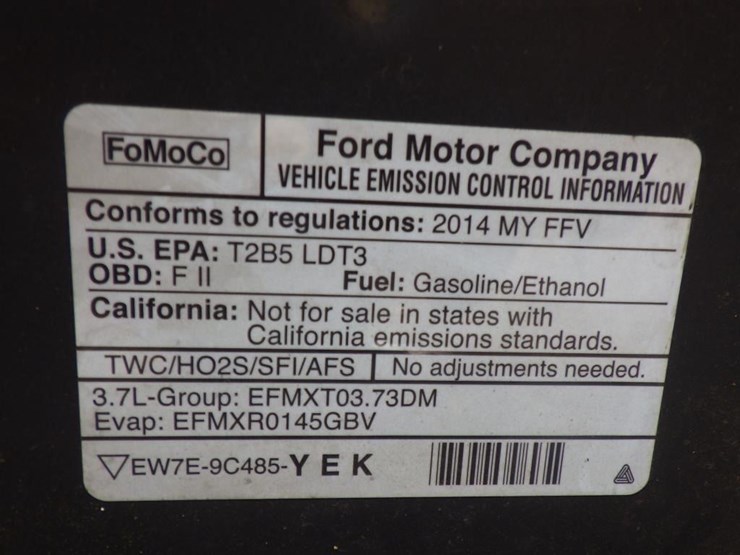 FoMoCo
Ford Motor Company
VEHICLE EMISSION CONTROL INFORMATION
Conforms to regulations: 2014 MY FFV
U.S. EPA: T2B5 LDT3
OBD: F II Fuel: Gasoline/Ethanol
California: Not for sale in states with
California emissions standards.
TWC/HO2S/SFI/AFS No adjustments needed.
3.7L-Group: EFMXT03.73DM
Evap: EFMXR0145GBV
EW7E-9C485-Y E K